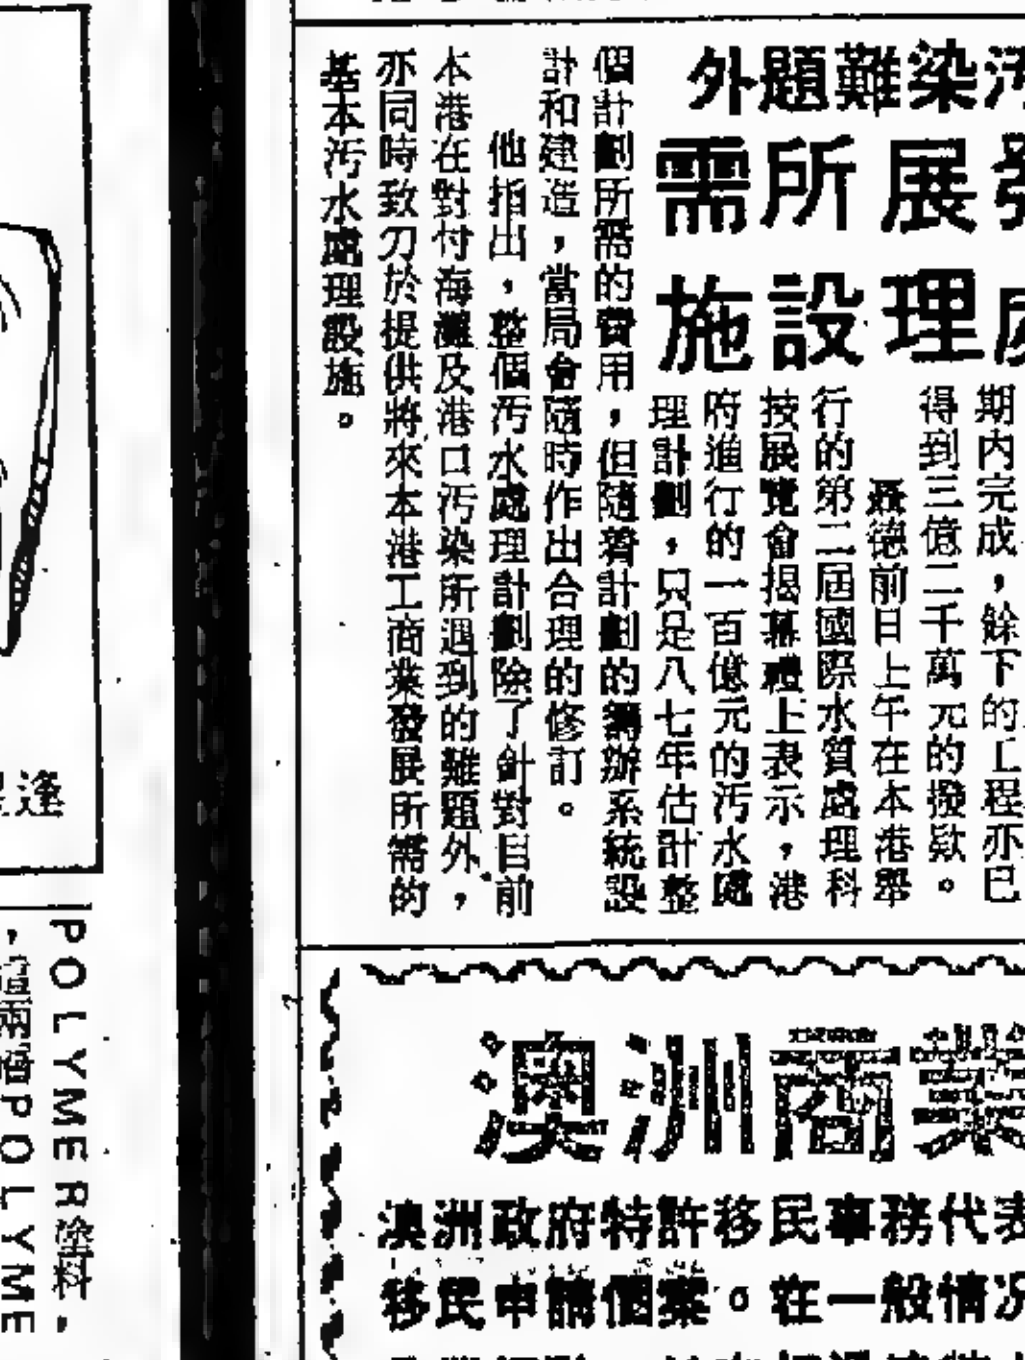 外題難染汚
需所展發
施設理處
期內完成，餘下的工程亦已
得到三億二千萬元的撥欵。
聶德前日上午在本港舉
行的第二屆國際水質處理科
技展覽會揭幕禮上表示，港
府進行的一百億元的汚水處
理計劃，只是八七年估計整
個計劃所需的費用，但隨着計劃的籌辦系統設
計和建造，當局會隨時作出合理的修訂。
他指出，整個汚水處理計劃除了針對目前
本港在對付海灘及港口汚染所遇到的難題外，
亦同時致力於提供將來本港工商業發展所需的
基本汚水處理設施。
逢
POLYMER塗料，
，這兩個POLYME
澳洲商業
澳洲政府特許移民事務代表
移民申請個案。在一般情况